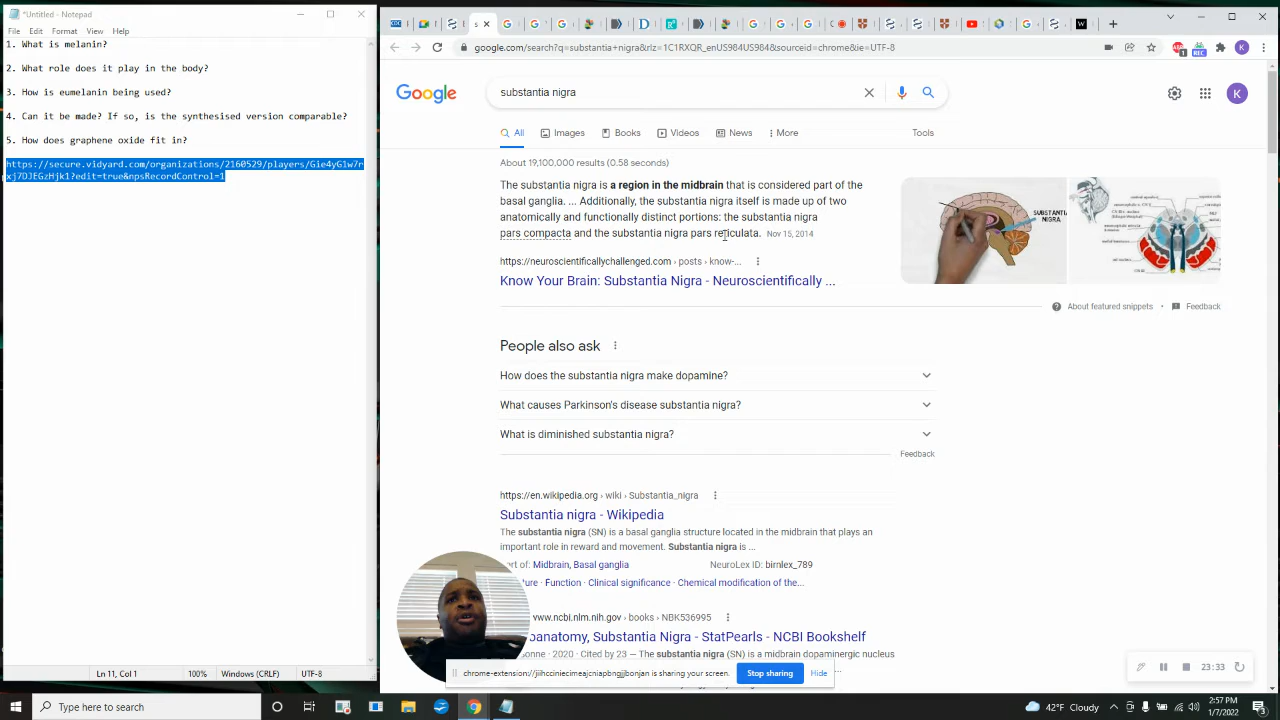 *Untitled - Notepad
File Edit Format View Help
1. What is melanin?
2. What role does it play in the body?
3. How is eumelanin being used?
4. Can it be made? If so, is the synthesised version comparable?
5. How does graphene oxide fit in?
https://secure.vidyard.com/organizations/2160529/players/Gie4yG1w7r
xj7DJEGzHjk1?edit=true&npsRecordControl=1
Ln 11, Col 1 100% Windows (CRLF) UTF-8
google.com/search?q=substantia+nigra&rlz=1C1RXQR_enUS984US984&sourceid=chrome&ie=UTF-8
Google
substantia nigra
K
All Images Books Videos News More Tools
About 19,100,000 results (0.58 seconds)
The substantia nigra is a region in the midbrain that is considered part of the
basal ganglia. ... Additionally, the substantia nigra itself is made up of two
anatomically and functionally distinct portions: the substantia nigra
pars compacta and the substantia nigra pars reticulata. Nov 15, 2014
SUBSTANTIA
https://neuroscientificallychallenged.com › posts › know-...
Know Your Brain: Substantia Nigra - Neuroscientifically ...
About featured snippets • Feedback
People also ask
How does the substantia nigra make dopamine?
What causes Parkinson's disease substantia nigra?
What is diminished substantia nigra?
Feedback
https://en.wikipedia.org › wiki › Substantia_nigra
Substantia nigra - Wikipedia
The substantia nigra (SN) is a basal ganglia structure located in the midbrain that plays an
important role in reward and movement. Substantia nigra is ...
art of: Midbrain, Basal ganglia NeuroLex ID: birnlex_789
ure · Function · Clinical significance · Chemical modification of the...
www.ncbi.nlm.nih.gov › books › NBK536995
oanatomy, Substantia Nigra - StatPearls - NCBI Bookshelf
onne · 2020 · Cited by 23 — The substantia nigra (SN) is a midbrain dopaminergic nucleus
is sharing your screen. Stop sharing Hide
23:33
Type here to search
42°F Cloudy
2:57 PM
1/7/2022